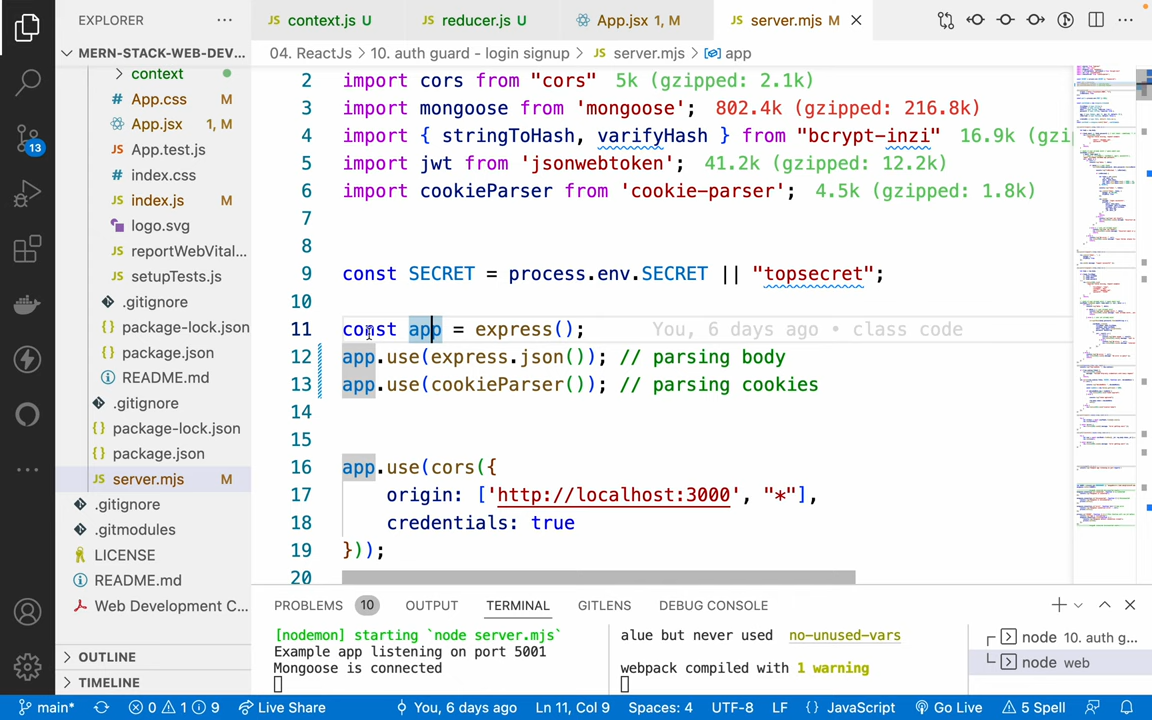 EXPLORER
MERN-STACK-WEB-DEV...
context
App.css M
App.jsx 1, M
App.test.js
index.css
index.js M
logo.svg
reportWebVital...
setupTests.js
.gitignore
package-lock.json
package.json
README.md
.gitignore
package-lock.json
package.json
server.mjs M
.gitignore
.gitmodules
LICENSE
README.md
Web Development C...
OUTLINE
TIMELINE
13
context.js U
reducer.js U
App.jsx 1, M
server.mjs M
04. ReactJs > 10. auth guard - login signup > server.mjs > app
2 import cors from "cors" 5k (gzipped: 2.1k)
3 import mongoose from 'mongoose'; 802.4k (gzipped: 216.8k)
4 import { stringToHash, varifyHash } from "bcrypt-inzi" 16.9k (gzi
5 import jwt from 'jsonwebtoken'; 41.2k (gzipped: 12.2k)
6 import cookieParser from 'cookie-parser'; 4.5k (gzipped: 1.8k)
7
8
9 const SECRET = process.env.SECRET || "topsecret";
10
11 const app = express(); You, 6 days ago • class code
12 app.use(express.json()); // parsing body
13 app.use(cookieParser()); // parsing cookies
14
15
16 app.use(cors({
17 origin: ['http://localhost:3000', "*"],
18 credentials: true
19 }));
20
PROBLEMS 10 OUTPUT TERMINAL GITLENS DEBUG CONSOLE
[nodemon] starting `node server.mjs`
Example app listening on port 5001
Mongoose is connected
alue but never used no-unused-vars
webpack compiled with 1 warning
node 10. auth g...
node web
main* 0 1 9 Live Share You, 6 days ago Ln 11, Col 9 Spaces: 4 UTF-8 LF {} JavaScript Go Live 5 Spell